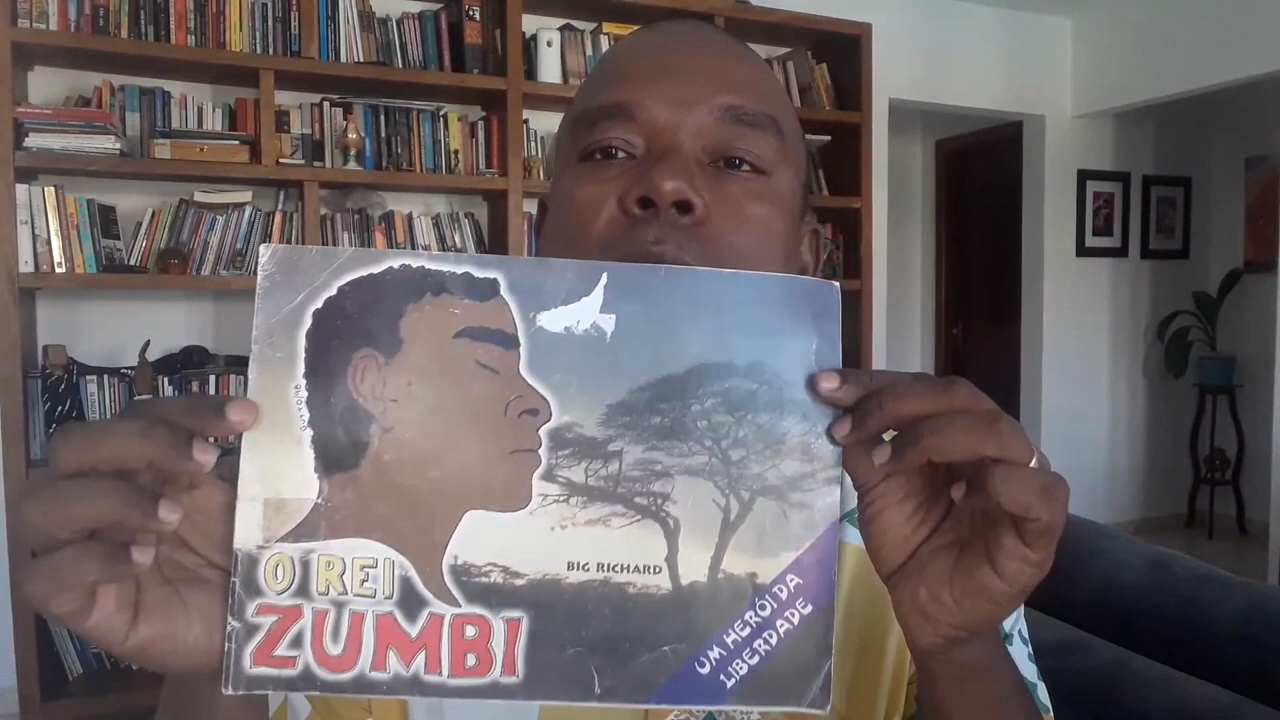 O REI
ZUMBI
BIG RICHARD
UM HERÓI DA
LIBERDADE